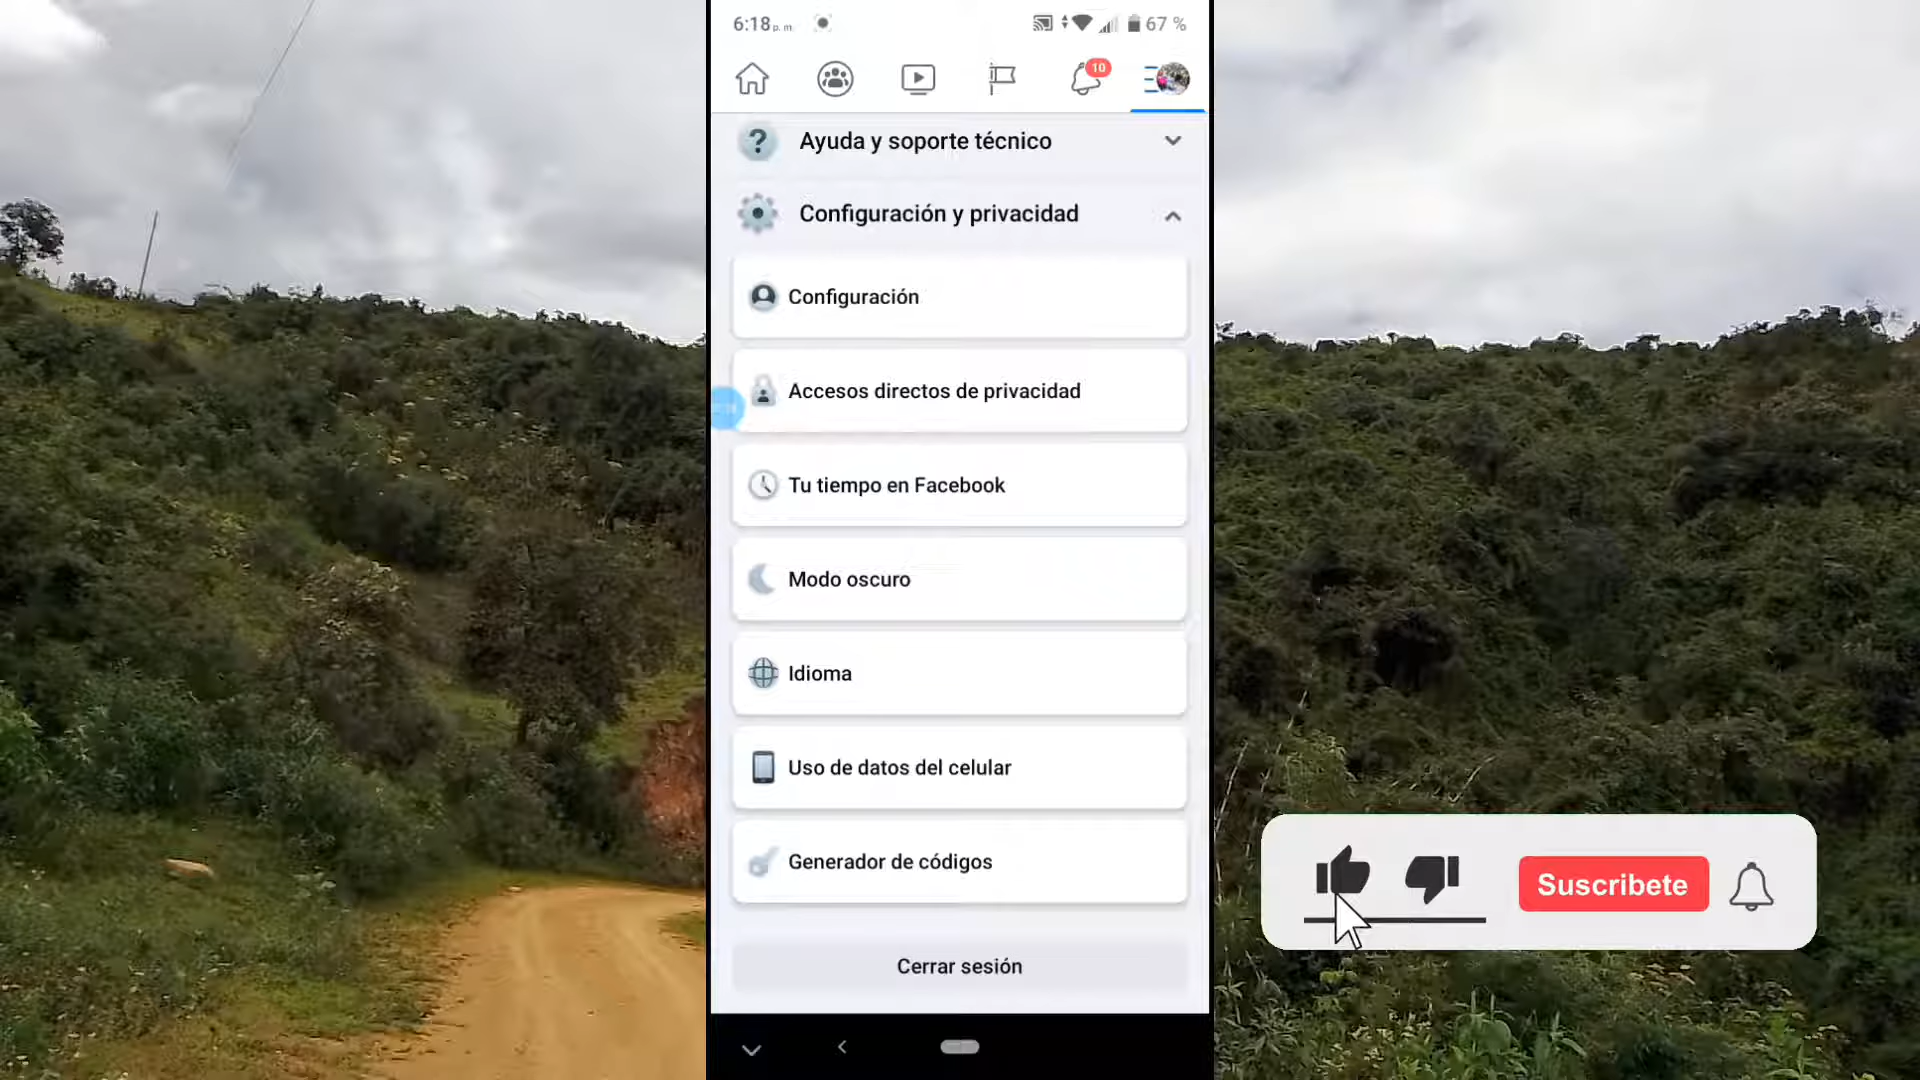 6:18 p. m.
67 %
10
Ayuda y soporte técnico
Configuración y privacidad
Configuración
Accesos directos de privacidad
Tu tiempo en Facebook
Modo oscuro
Idioma
Uso de datos del celular
Generador de códigos
Suscribete
Cerrar sesión